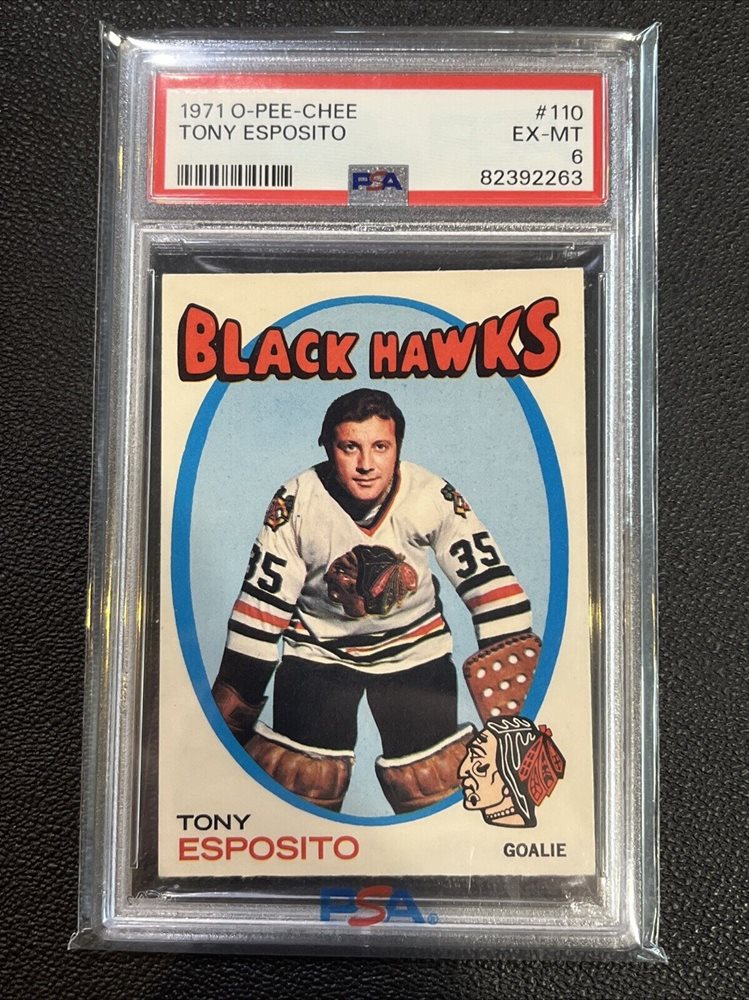 1971 O-PEE-CHEE #110
TONY ESPOSITO EX-MT
6
82392263
PSA
BLACK HAWKS
35 35
TONY
ESPOSITO
GOALIE
PSA®